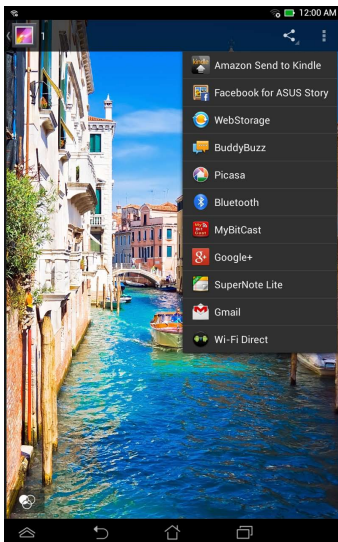 12:00 AM
1
Amazon Send to Kindle
Facebook for ASUS Story
WebStorage
BuddyBuzz
Picasa
Bluetooth
MyBitCast
Google+
SuperNote Lite
Gmail
Wi-Fi Direct